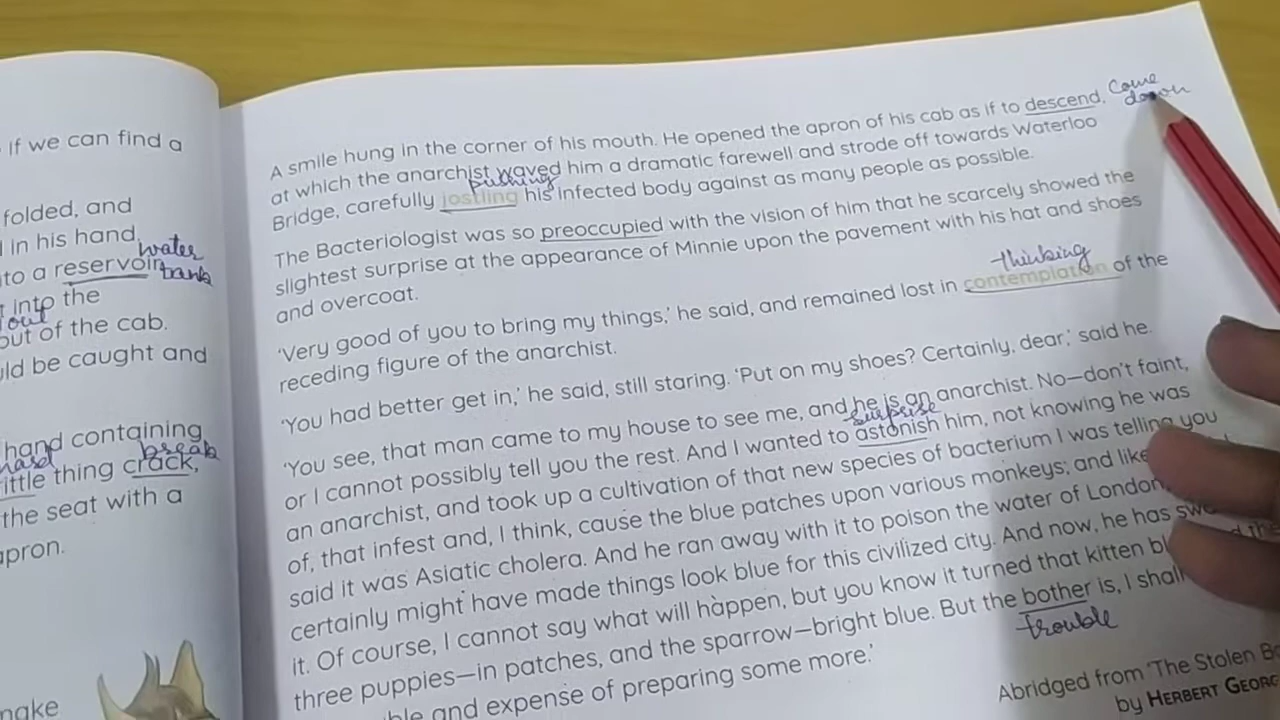 if we can find a
folded, and
in his hand
water
to a reservoir
tank
into the
out
out of the cab.
ld be caught and
hand containing
break
hard
ittle thing crack,
the seat with a
apron.
make
A smile hung in the corner of his mouth. He opened the apron of his cab as if to descend, Come down
at which the anarchist waved him a dramatic farewell and strode off towards Waterloo
pushing
Bridge, carefully jostling his infected body against as many people as possible.
The Bacteriologist was so preoccupied with the vision of him that he scarcely showed the
slightest surprise at the appearance of Minnie upon the pavement with his hat and shoes
and overcoat.
thinking
'Very good of you to bring my things,' he said, and remained lost in contemplation of the
receding figure of the anarchist.
'You had better get in,' he said, still staring. 'Put on my shoes? Certainly, dear,' said he.
'You see, that man came to my house to see me, and he is an anarchist. No—don't faint,
surprise
or I cannot possibly tell you the rest. And I wanted to astonish him, not knowing he was
an anarchist, and took up a cultivation of that new species of bacterium I was telling you
of, that infest and, I think, cause the blue patches upon various monkeys; and like
said it was Asiatic cholera. And he ran away with it to poison the water of London,
certainly might have made things look blue for this civilized city. And now, he has
it. Of course, I cannot say what will happen, but you know it turned that kitten
three puppies—in patches, and the sparrow—bright blue. But the bother is, I shall
trouble
and expense of preparing some more.'
Abridged from 'The Stolen
by HERBERT